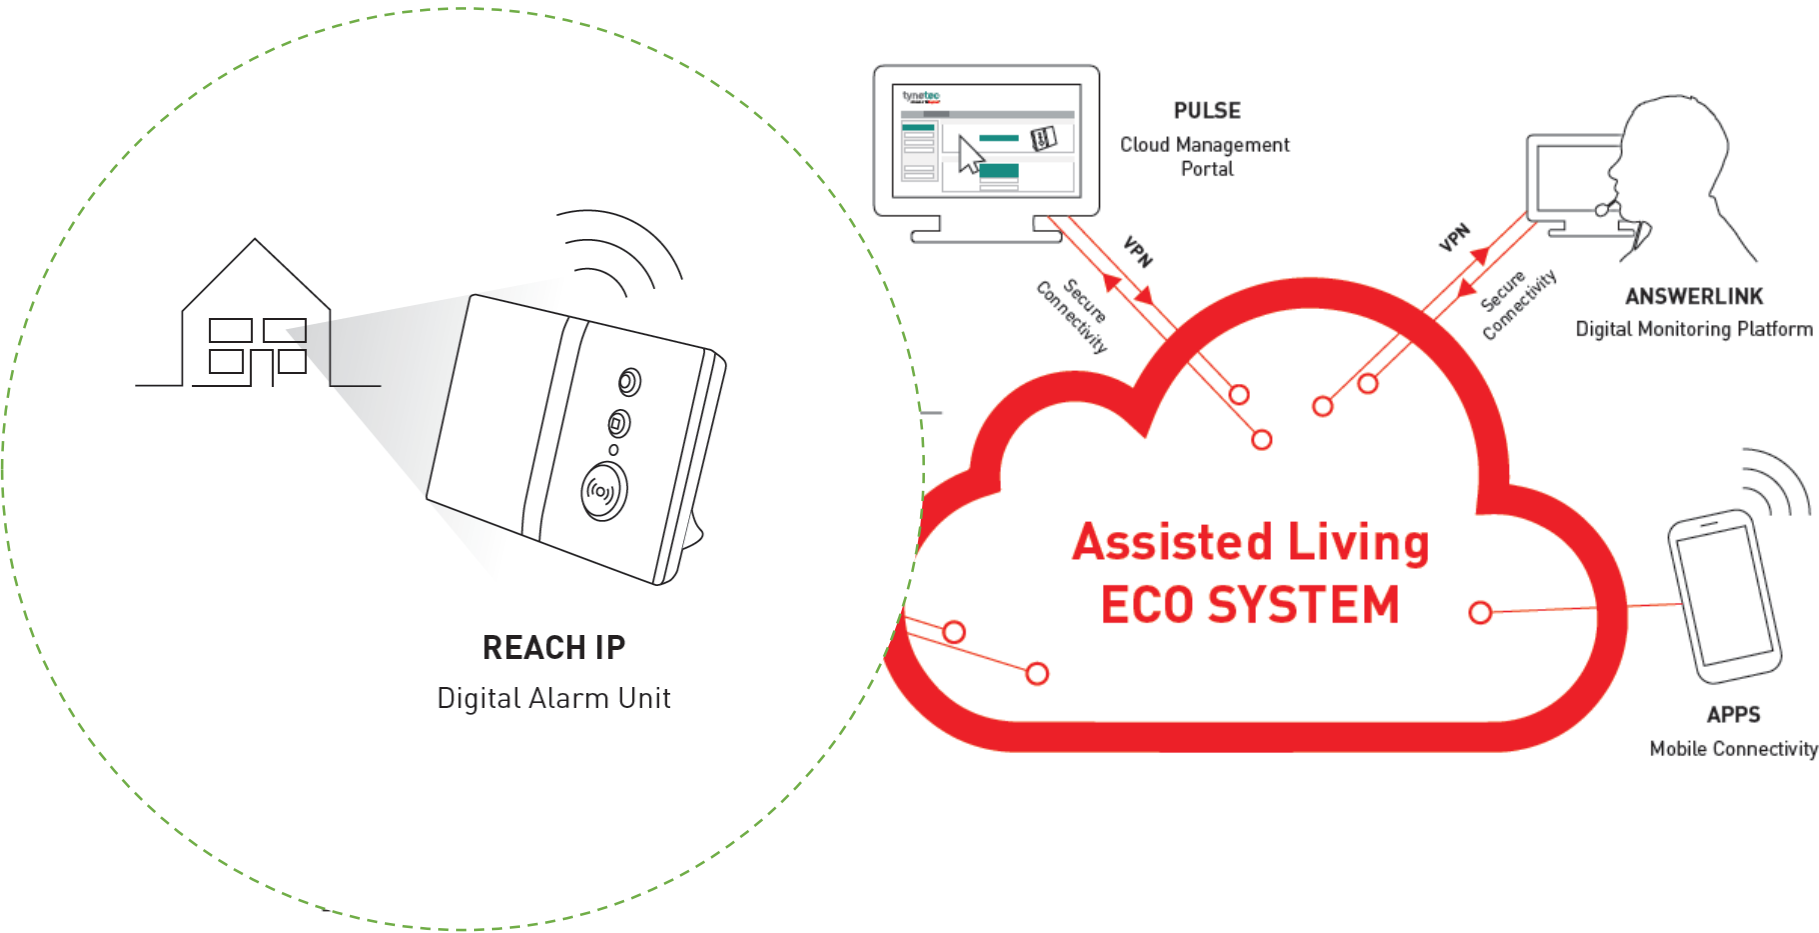 tynetec
PULSE
Cloud Management
Portal
VPN
Secure
Connectivity
VPN
Secure
Connectivity
ANSWERLINK
Digital Monitoring Platform
Assisted Living
ECO SYSTEM
REACH IP
Digital Alarm Unit
APPS
Mobile Connectivity